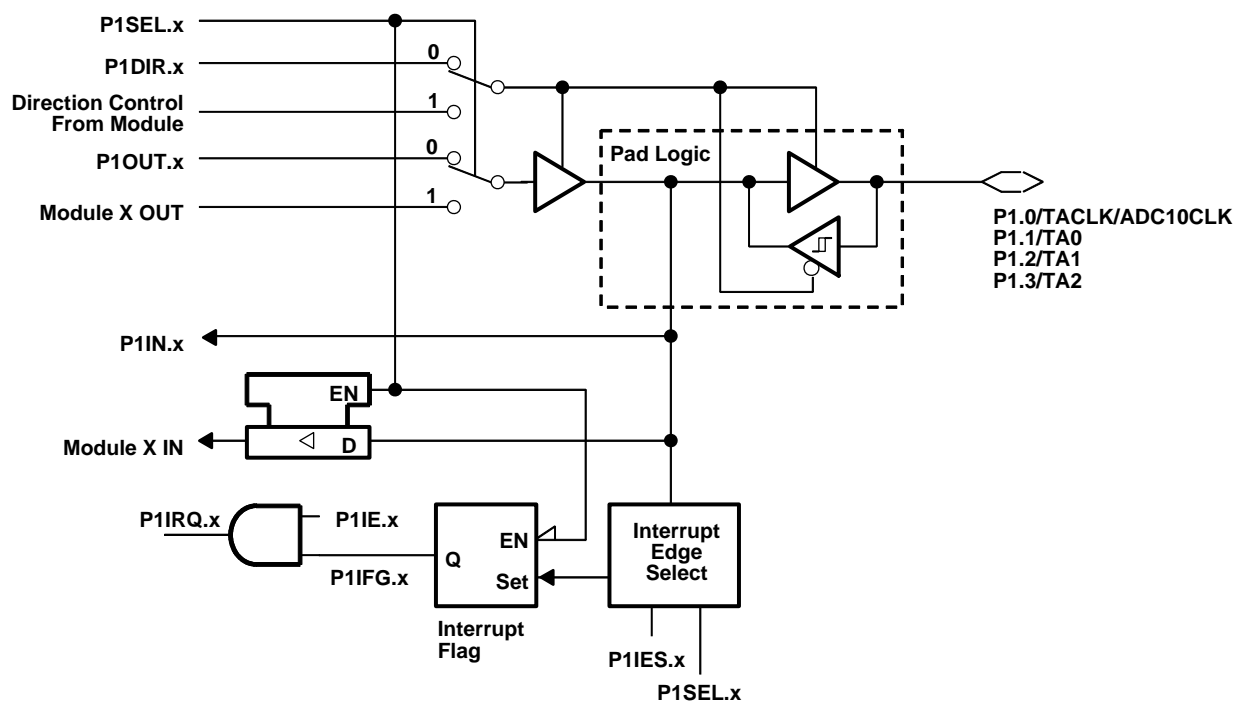 P1SEL.x
0
P1DIR.x
Direction Control
From Module
1
0
P1OUT.x
Pad Logic
1
Module X OUT
P1.0/TACLK/ADC10CLK
P1.1/TA0
P1.2/TA1
P1.3/TA2
P1IN.x
EN
Module X IN
D
P1IRQ.x
P1IE.x
P1IFG.x
Q
EN
Set
Interrupt
Edge
Select
Interrupt
Flag
P1IES.x
P1SEL.x